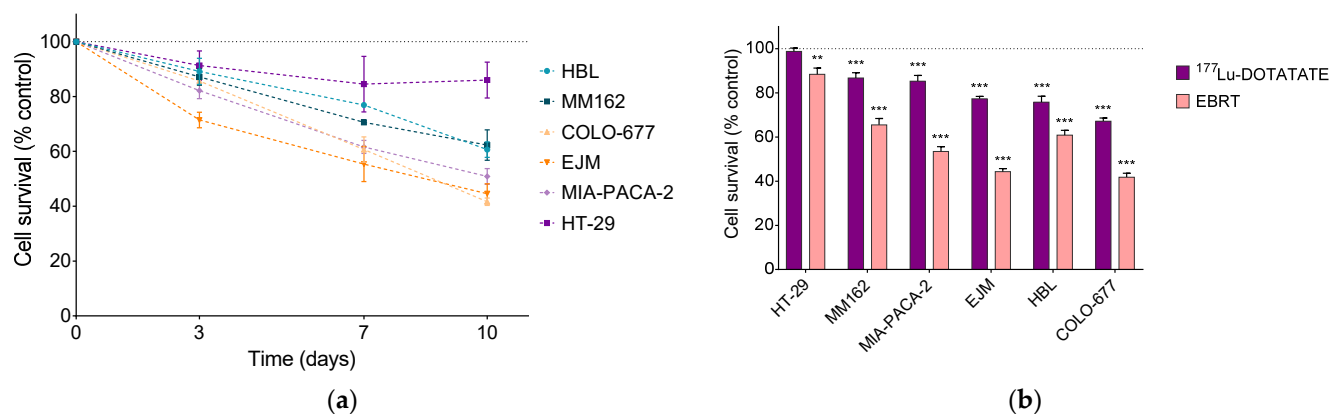 Cell survival (% control)
100
80
60
40
20
0
0
3
7
10
Time (days)
HBL
MM162
COLO-677
EJM
MIA-PACA-2
HT-29
(a)
Cell survival (% control)
100
80
60
40
20
0
** *** *** *** *** ***
*** *** *** *** ***
HT-29
MM162
MIA-PACA-2
EJM
HBL
COLO-677
¹⁷⁷Lu-DOTATATE
EBRT
(b)